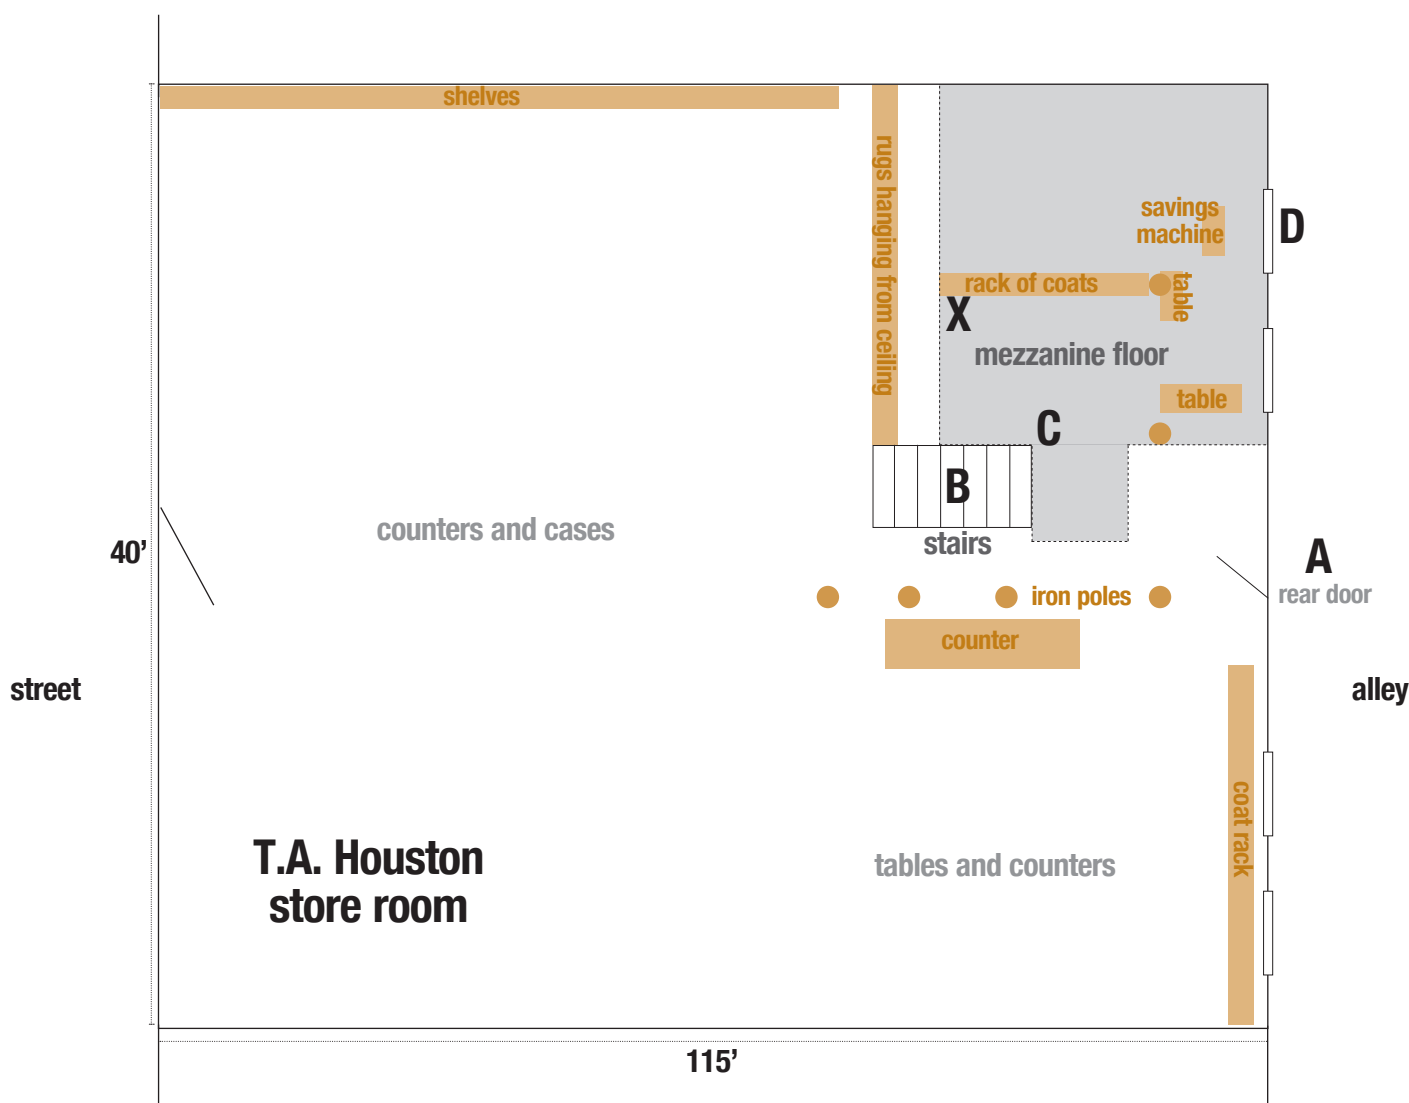 shelves
rugs hanging from ceiling
savings
machine
D
rack of coats
table
X
mezzanine floor
table
C
B
counters and cases
stairs
40’
A
iron poles
rear door
counter
street
alley
coat rack
T.A. Houston
store room
tables and counters
115’